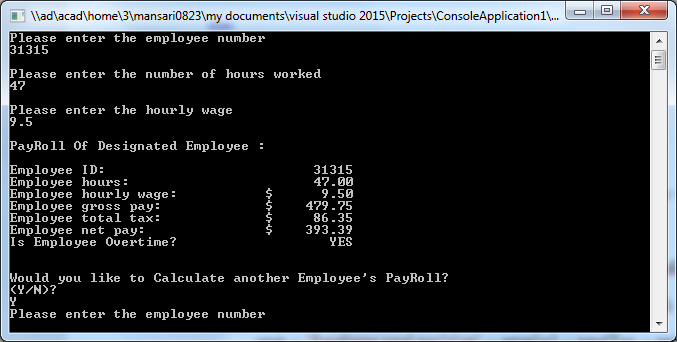 \\ad\acad\home\3\mansari0823\my documents\visual studio 2015\Projects\ConsoleApplication1\...
Please enter the employee number
31315
Please enter the number of hours worked
47
Please enter the hourly wage
9.5
PayRoll Of Designated Employee :
Employee ID: 31315
Employee hours: 47.00
Employee hourly wage: $ 9.50
Employee gross pay: $ 479.75
Employee total tax: $ 86.35
Employee net pay: $ 393.39
Is Employee Overtime? YES
Would you like to Calculate another Employee's PayRoll?
(Y/N)?
Y
Please enter the employee number